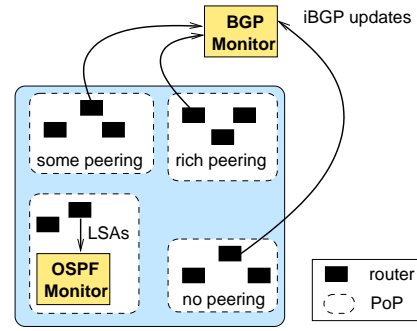 BGP
Monitor
iBGP updates
some peering
rich peering
LSAs
OSPF
Monitor
no peering
router
PoP